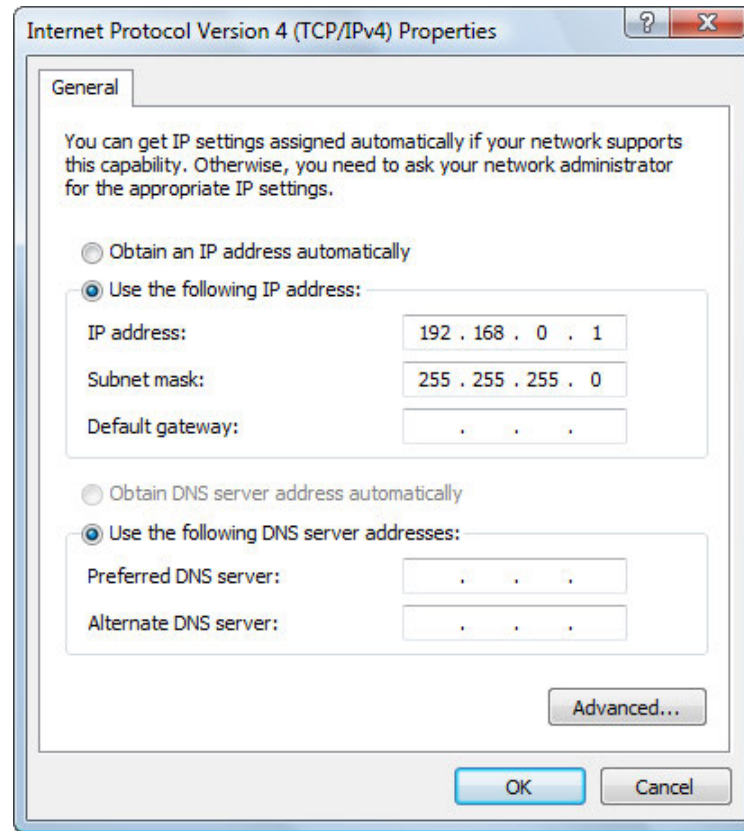 Internet Protocol Version 4 (TCP/IPv4) Properties
General
You can get IP settings assigned automatically if your network supports
this capability. Otherwise, you need to ask your network administrator
for the appropriate IP settings.
Obtain an IP address automatically
Use the following IP address:
IP address: 192 . 168 . 0 . 1
Subnet mask: 255 . 255 . 255 . 0
Default gateway: . . .
Obtain DNS server address automatically
Use the following DNS server addresses:
Preferred DNS server: . . .
Alternate DNS server: . . .
Advanced...
OK Cancel